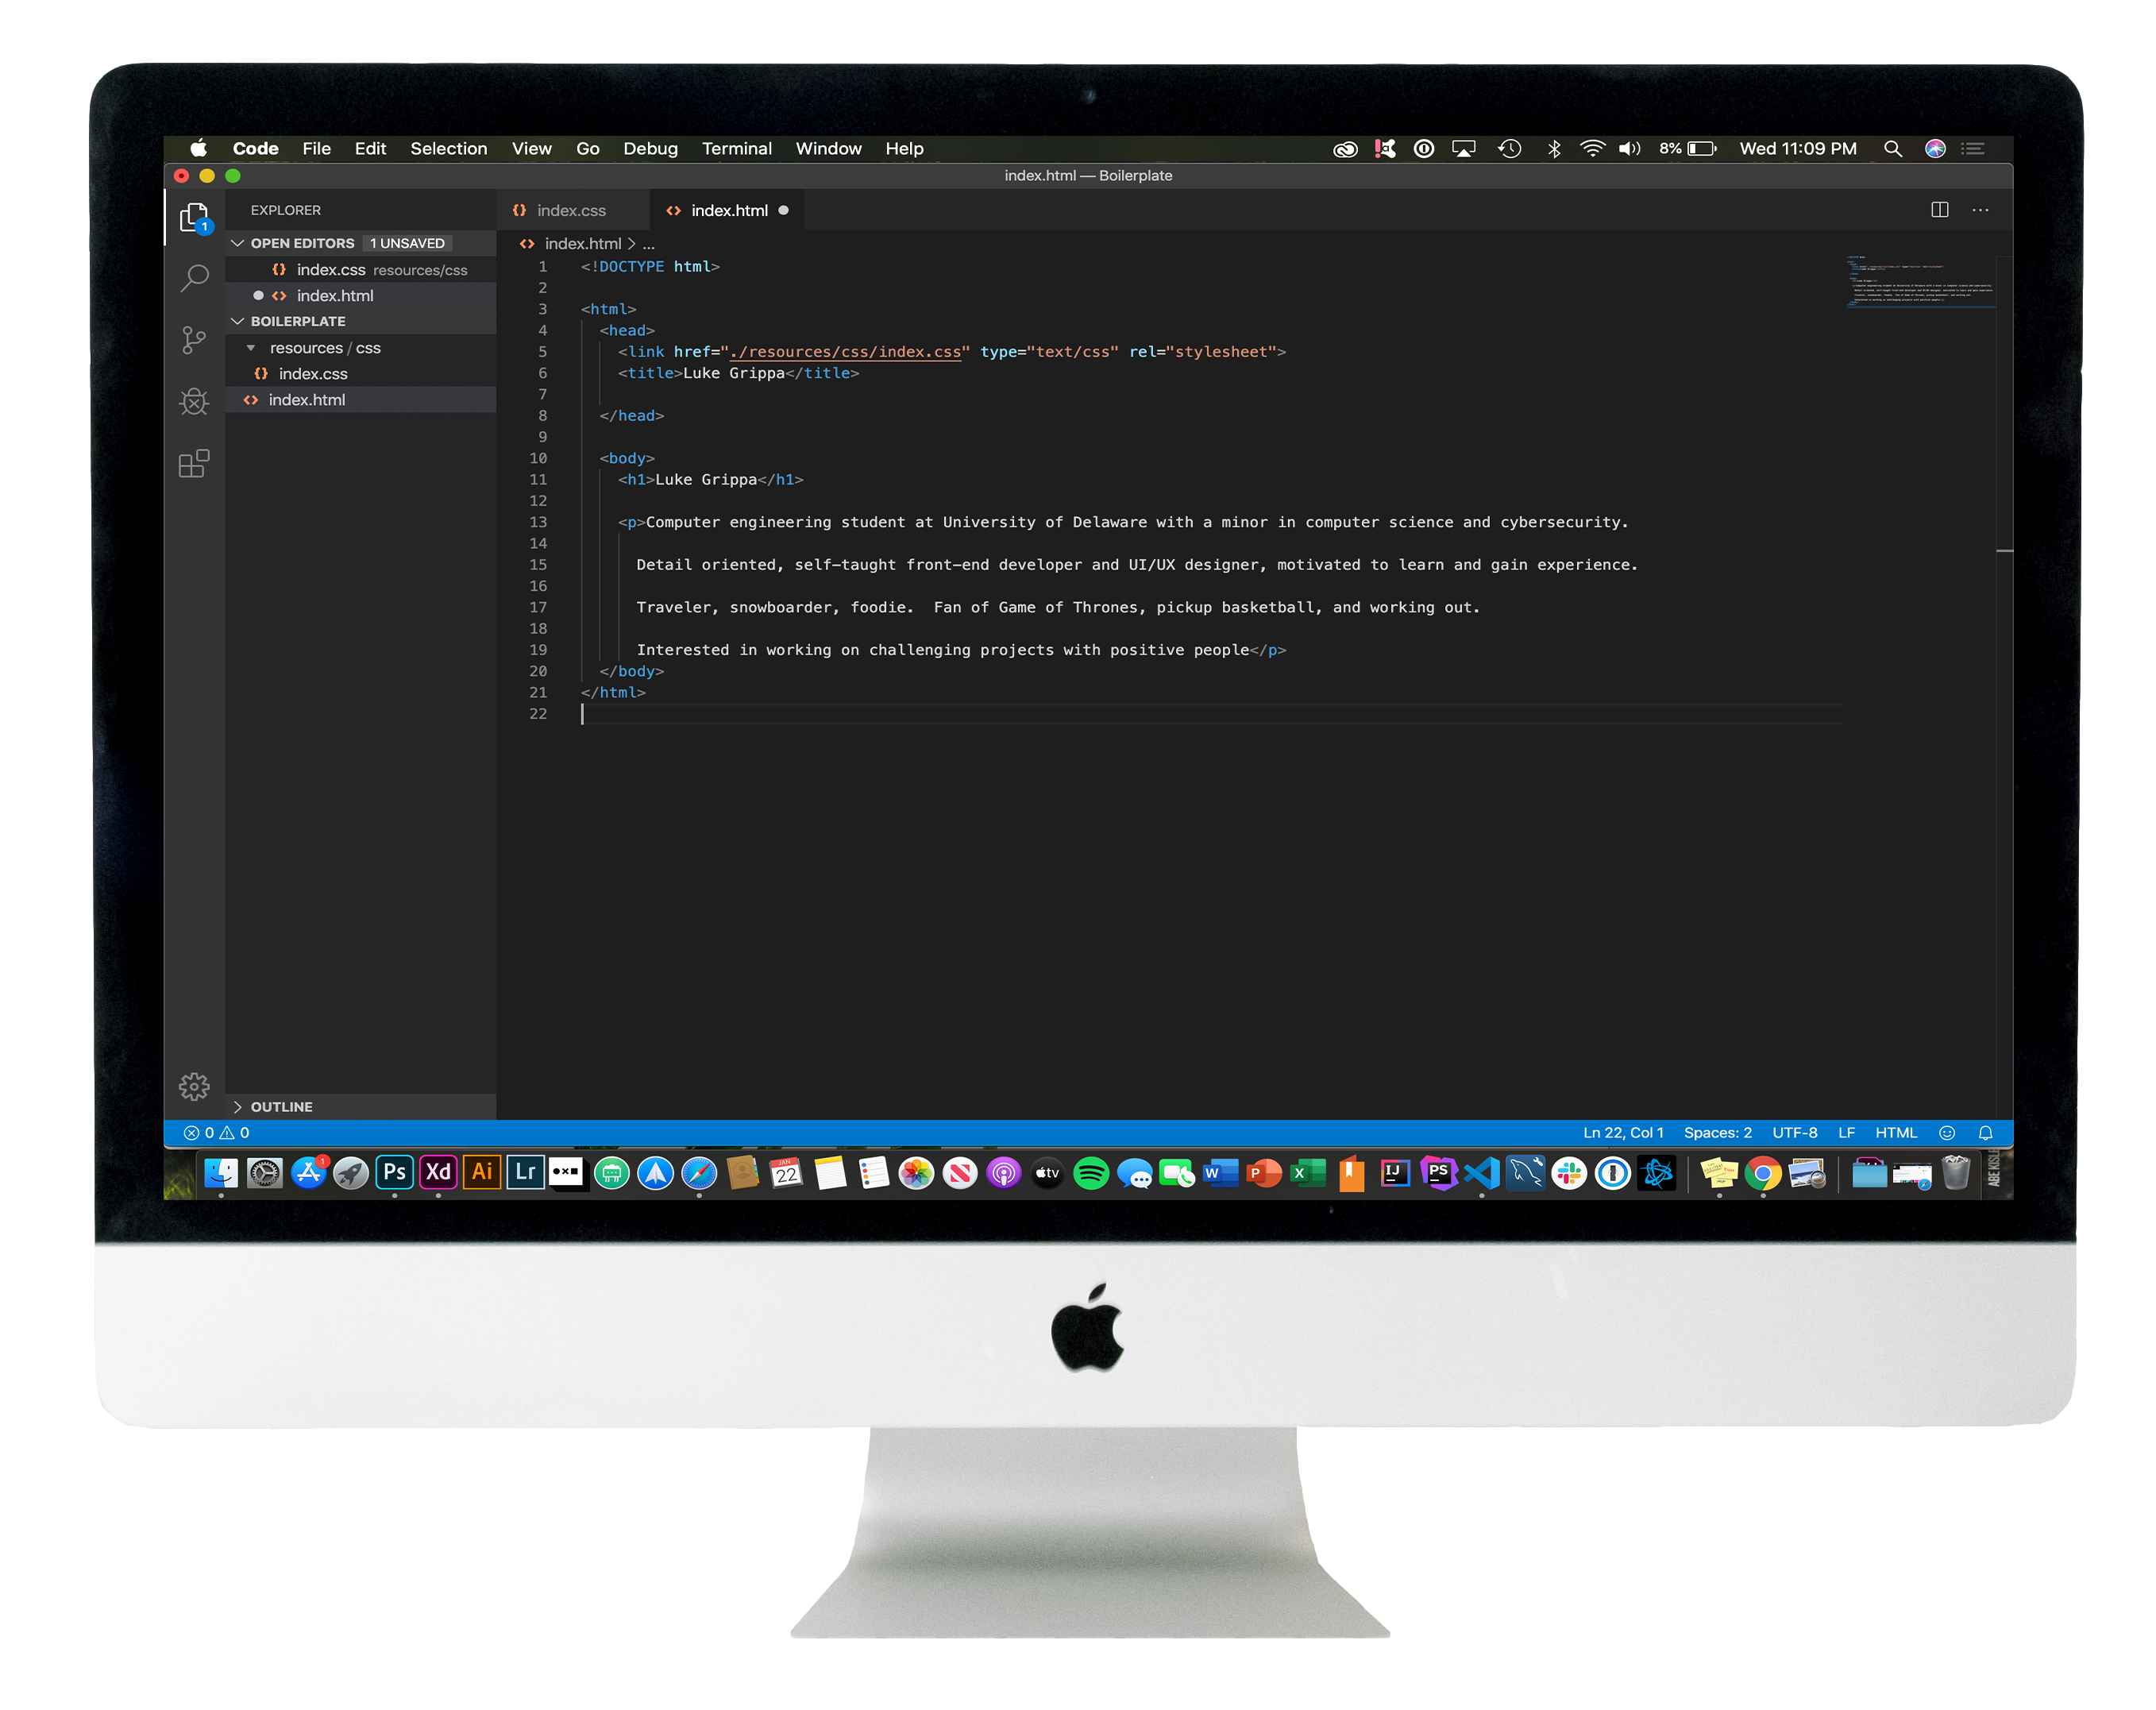 Code File Edit Selection View Go Debug Terminal Window Help 8% Wed 11:09 PM
index.html — Boilerplate
1
EXPLORER
OPEN EDITORS 1 UNSAVED
index.css resources/css
index.html
BOILERPLATE
resources / css
index.css
index.html
OUTLINE
index.css index.html
index.html > ...
1 <!DOCTYPE html>
2
3 <html>
4 <head>
5 <link href="./resources/css/index.css" type="text/css" rel="stylesheet">
6 <title>Luke Grippa</title>
7
8 </head>
9
10 <body>
11 <h1>Luke Grippa</h1>
12
13 <p>Computer engineering student at University of Delaware with a minor in computer science and cybersecurity.
14
15 Detail oriented, self-taught front-end developer and UI/UX designer, motivated to learn and gain experience.
16
17 Traveler, snowboarder, foodie.  Fan of Game of Thrones, pickup basketball, and working out.
18
19 Interested in working on challenging projects with positive people</p>
20 </body>
21 </html>
22
0 0 Ln 22, Col 1 Spaces: 2 UTF-8 LF HTML
1 Ps Xd Ai Lr JAN 22 tv W P X IJ PS
ABE KISLE